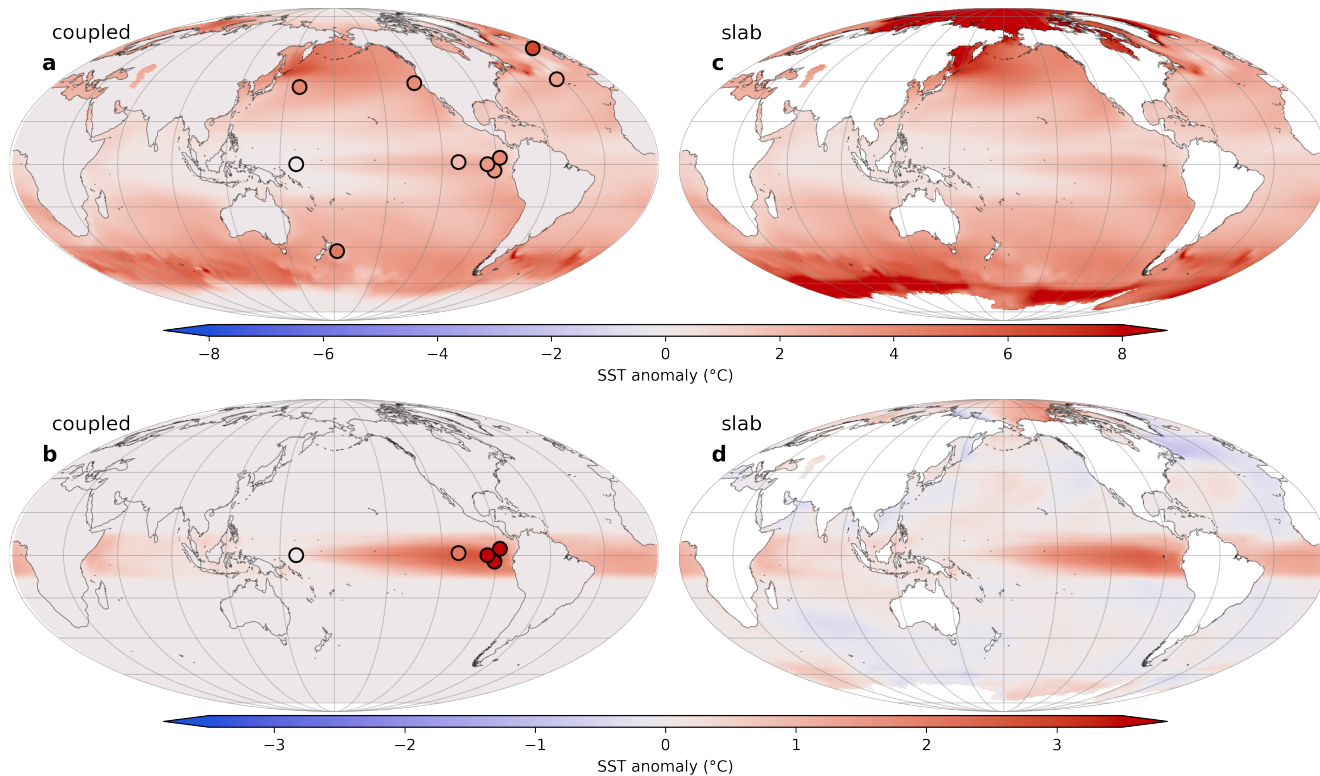 coupled
a
slab
c
−8 −6 −4 −2 0 2 4 6 8
SST anomaly (°C)
coupled
b
slab
d
−3 −2 −1 0 1 2 3
SST anomaly (°C)